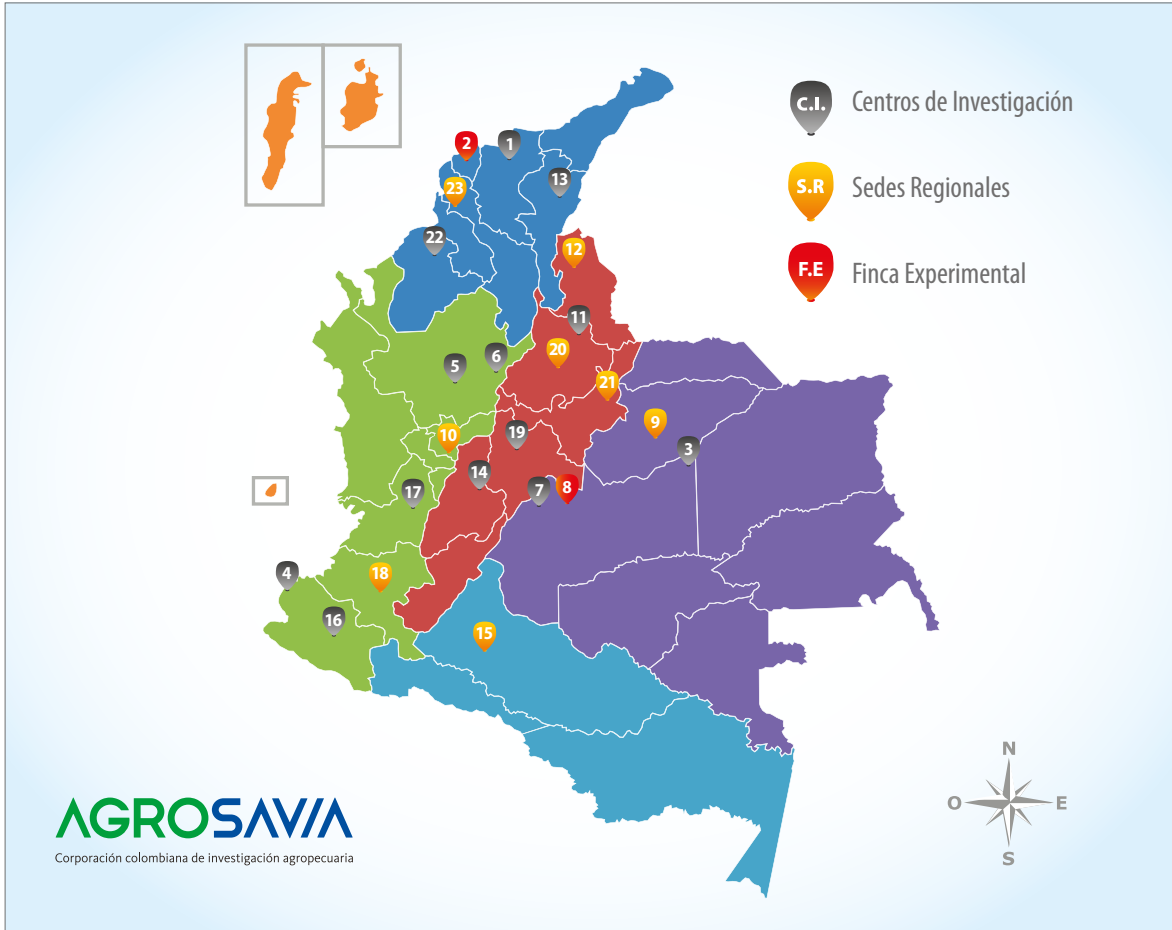 C.I. Centros de Investigación
S.R Sedes Regionales
F.E Finca Experimental
2
1
13
23
22
12
11
20
6
5
21
9
10
19
3
14
17
7
8
4
18
16
15
N
O
E
S
AGROSAVIA
Corporación colombiana de investigación agropecuaria